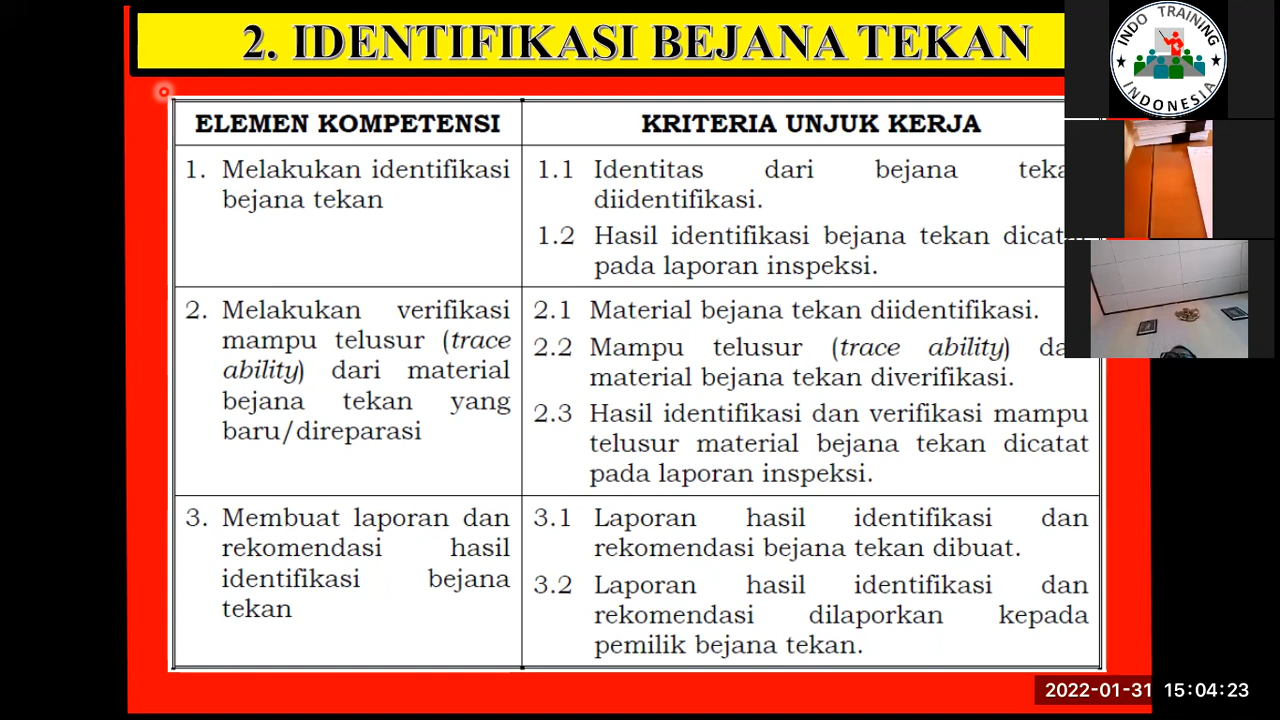 2. IDENTIFIKASI BEJANA TEKAN
INDO TRAINING
INDONESIA
ELEMEN KOMPETENSI
KRITERIA UNJUK KERJA
1. Melakukan identifikasi
bejana tekan
1.1 Identitas dari bejana teka
diidentifikasi.
1.2 Hasil identifikasi bejana tekan dicatat
pada laporan inspeksi.
2. Melakukan verifikasi
mampu telusur (trace
ability) dari material
bejana tekan yang
baru/direparasi
2.1 Material bejana tekan diidentifikasi.
2.2 Mampu telusur (trace ability) da
material bejana tekan diverifikasi.
2.3 Hasil identifikasi dan verifikasi mampu
telusur material bejana tekan dicatat
pada laporan inspeksi.
3. Membuat laporan dan
rekomendasi hasil
identifikasi bejana
tekan
3.1 Laporan hasil identifikasi dan
rekomendasi bejana tekan dibuat.
3.2 Laporan hasil identifikasi dan
rekomendasi dilaporkan kepada
pemilik bejana tekan.
2022-01-31 15:04:23